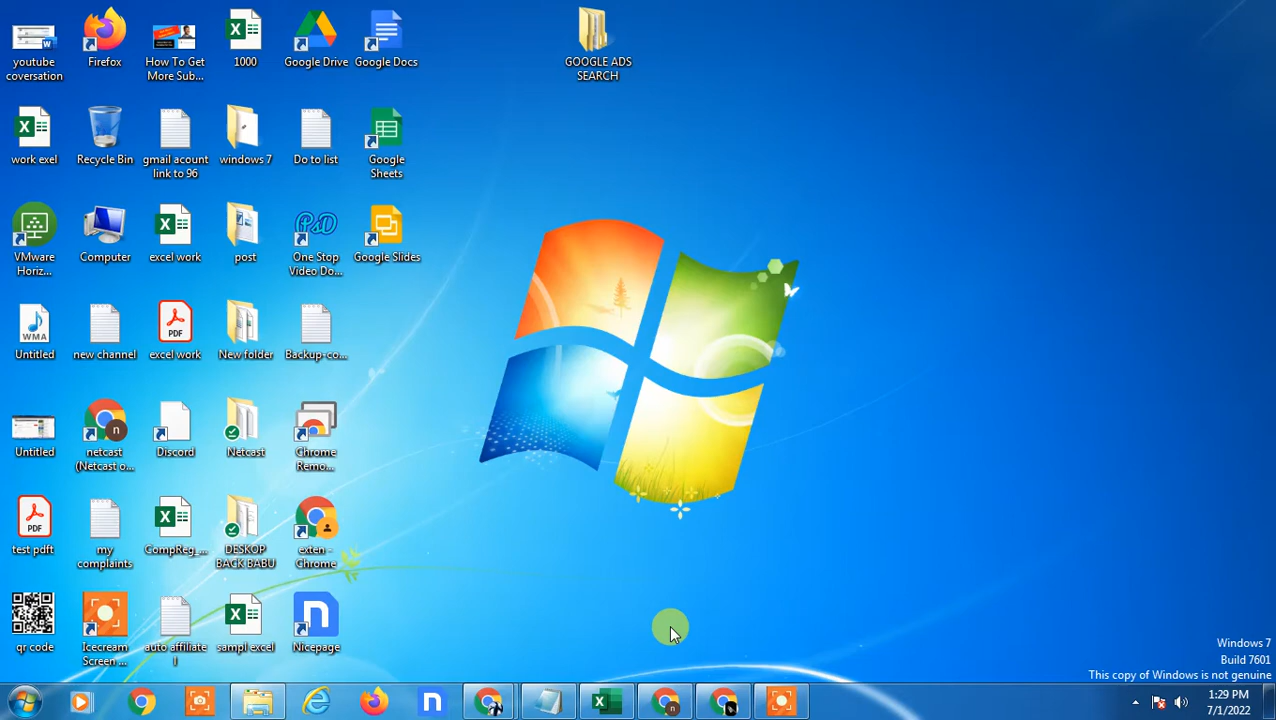 youtube
coversation
Firefox
How To Get
More Sub...
1000
Google Drive
Google Docs
GOOGLE ADS
SEARCH
work exel
Recycle Bin
gmail acount
link to 96
windows 7
Do to list
Google
Sheets
VMware
Horiz...
Computer
excel work
post
One Stop
Video Do...
Google Slides
WMA
Untitled
new channel
PDF
excel work
New folder
Backup-co...
Untitled
n
netcast
(Netcast o...
Discord
Netcast
Chrome
Remo...
PDF
test pdft
my
complaints
CompReg_...
DESKOP
BACK BABU
exten -
Chrome
qr code
Icecream
Screen ...
auto affiliate
l
sampl excel
Nicepage
Windows 7
Build 7601
This copy of Windows is not genuine
1:29 PM
7/1/2022